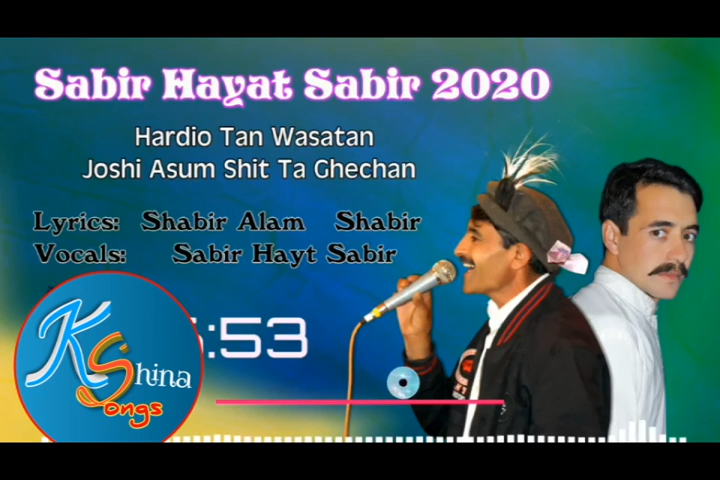 Sabir Hayat Sabir 2020
Hardio Tan Wasatan
Joshi Asum Shit Ta Ghechan
Lyrics: Shabir Alam Shabir
Vocals: Sabir Hayt Sabir
:53
KShina
Songs